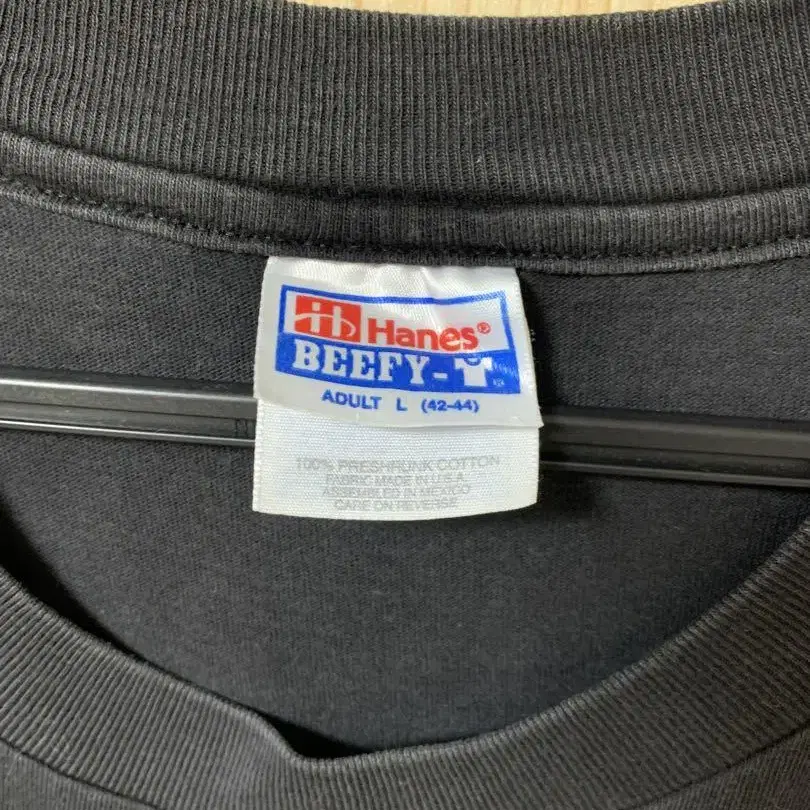 Hanes®
BEEFY-T®
ADULT L (42-44)
100% PRESHRUNK COTTON
FABRIC MADE IN U.S.A.
ASSEMBLED IN MEXICO
CARE ON REVERSE